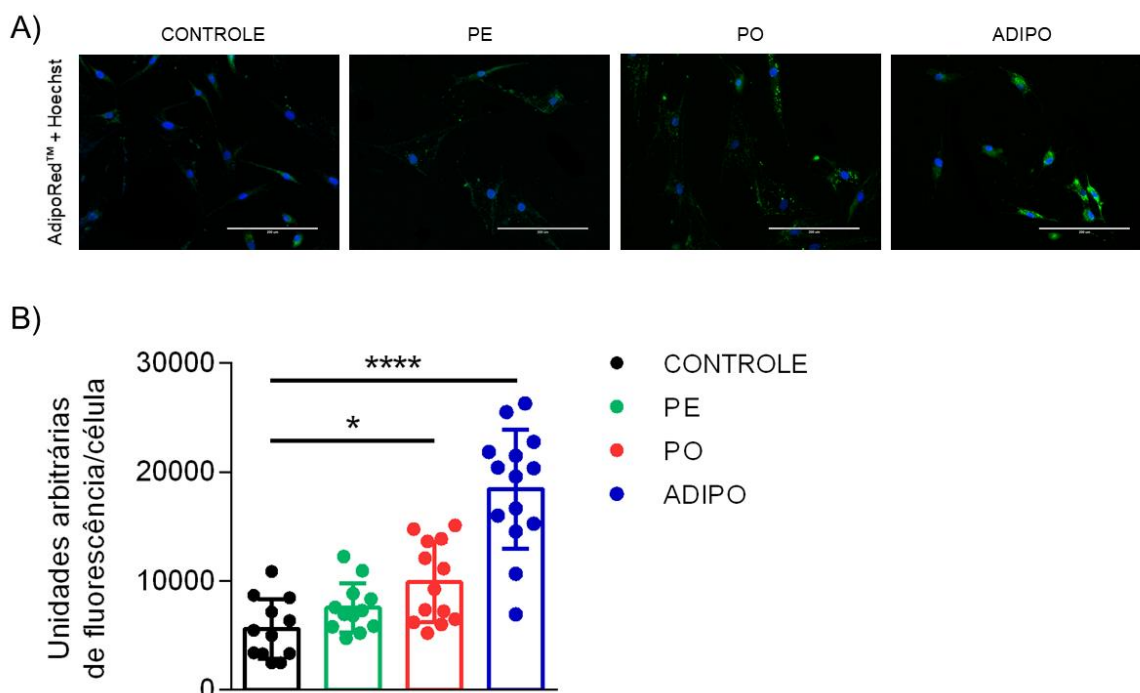 A)
CONTROLE
PE
PO
ADIPO
AdipoRed™ + Hoechst
B)
Unidades arbitrárias
de fluorescência/célula
30000
20000
10000
0
****
*
CONTROLE
PE
PO
ADIPO